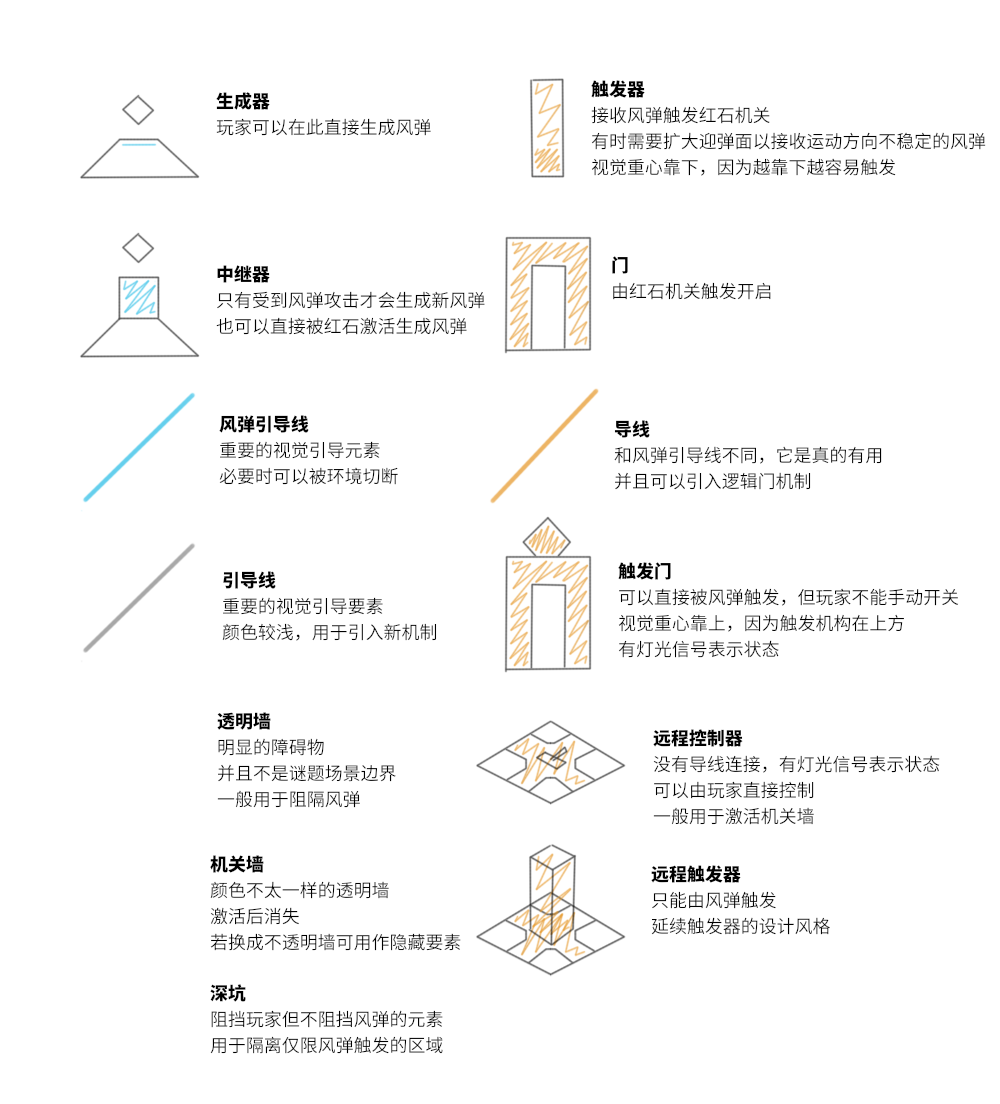 生成器
玩家可以在此直接生成风弹
触发器
接收风弹触发红石机关
有时需要扩大迎弹面以接收运动方向不稳定的风弹
视觉重心靠下，因为越靠下越容易触发
中继器
只有受到风弹攻击才会生成新风弹
也可以直接被红石激活生成风弹
门
由红石机关触发开启
风弹引导线
重要的视觉引导元素
必要时可以被环境切断
导线
和风弹引导线不同，它是真的有用
并且可以引入逻辑门机制
引导线
重要的视觉引导要素
颜色较浅，用于引入新机制
触发门
可以直接被风弹触发，但玩家不能手动开关
视觉重心靠上，因为触发机构在上方
有灯光信号表示状态
透明墙
明显的障碍物
并且不是谜题场景边界
一般用于阻隔风弹
远程控制器
没有导线连接，有灯光信号表示状态
可以由玩家直接控制
一般用于激活机关墙
机关墙
颜色不太一样的透明墙
激活后消失
若换成不透明墙可用作隐藏要素
远程触发器
只能由风弹触发
延续触发器的设计风格
深坑
阻挡玩家但不阻挡风弹的元素
用于隔离仅限风弹触发的区域